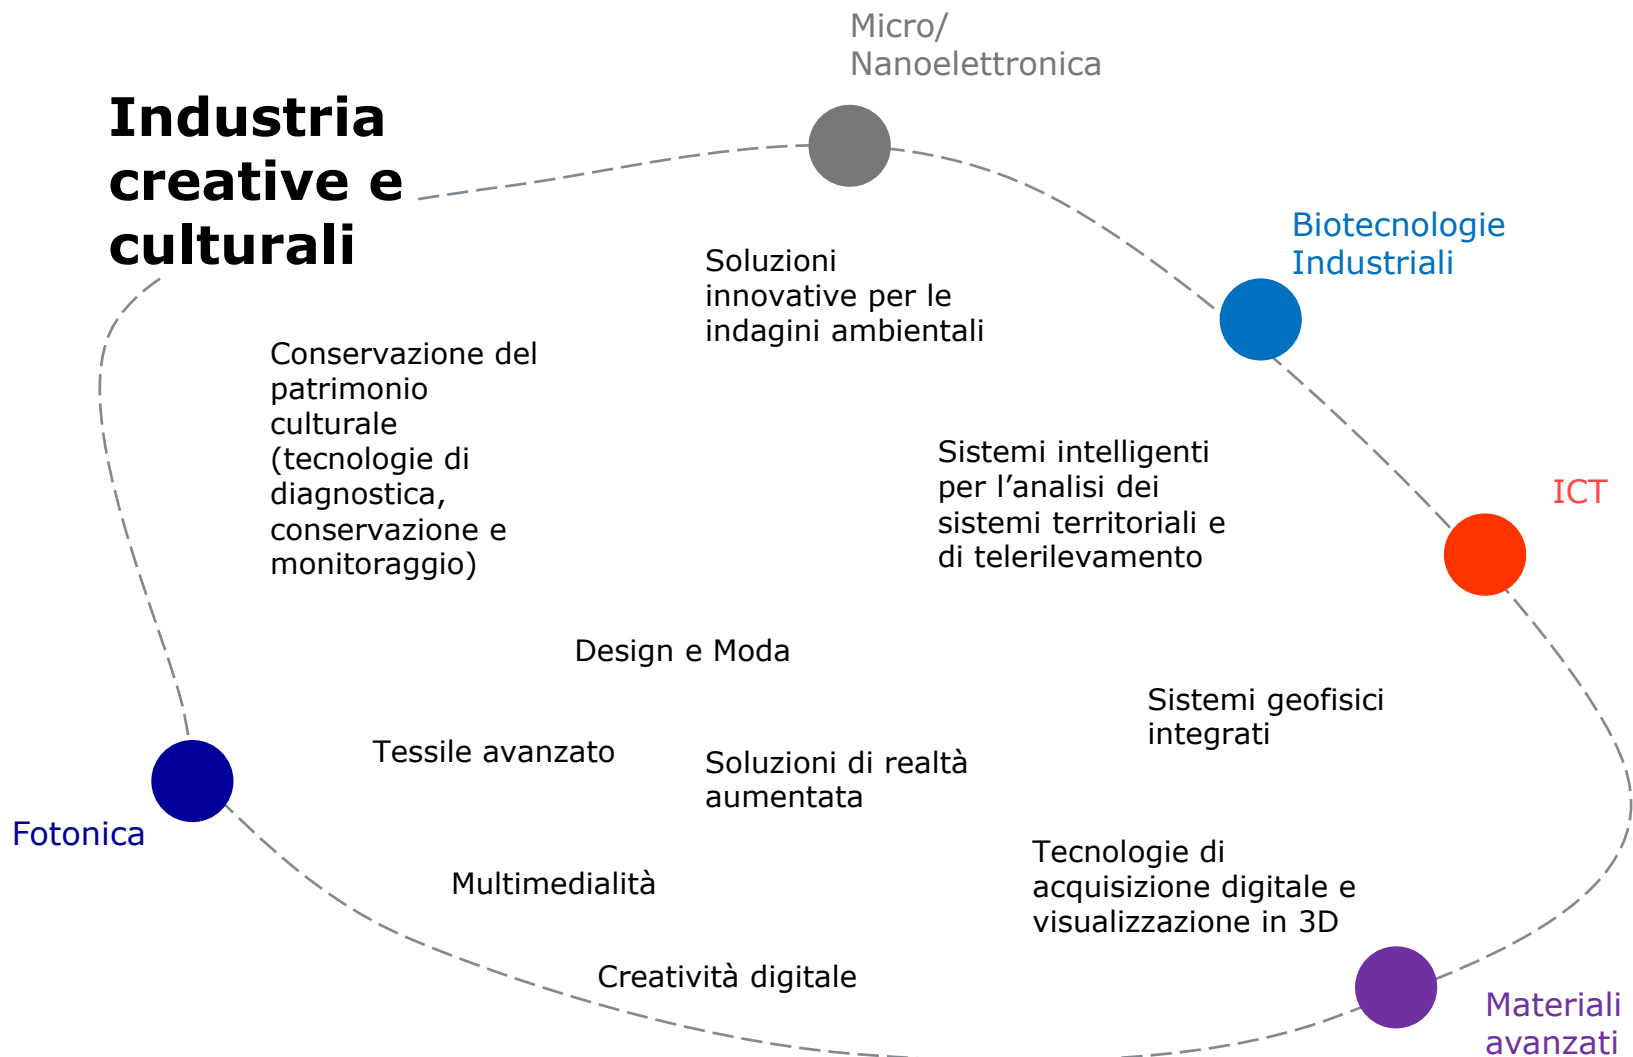 Micro/
Nanoelettronica
Industria
creative e
culturali
Biotecnologie
Industriali
Soluzioni
innovative per le
indagini ambientali
Conservazione del
patrimonio
culturale
(tecnologie di
diagnostica,
conservazione e
monitoraggio)
Sistemi intelligenti
per l’analisi dei
sistemi territoriali e
di telerilevamento
ICT
Design e Moda
Sistemi geofisici
integrati
Tessile avanzato
Soluzioni di realtà
aumentata
Fotonica
Tecnologie di
acquisizione digitale e
visualizzazione in 3D
Multimedialità
Creatività digitale
Materiali
avanzati